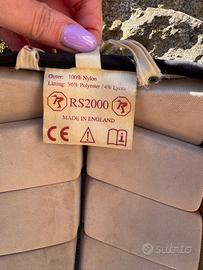 Outer: 100% Nylon
Lining: 96% Polyester / 4% Lycra
RS2000
MADE IN ENGLAND
CE
subito